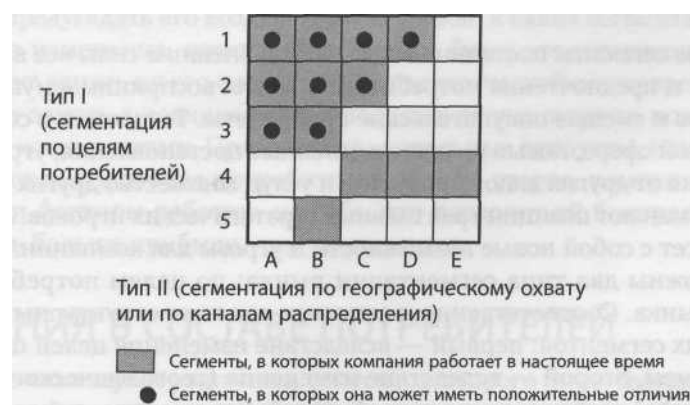 1
2
Тип I
(сегментация
по целям
потребителей)
3
4
5
A B C D E
Тип II (сегментация по географическому охвату
или по каналам распределения)
Сегменты, в которых компания работает в настоящее время
Сегменты, в которых она может иметь положительные отличия